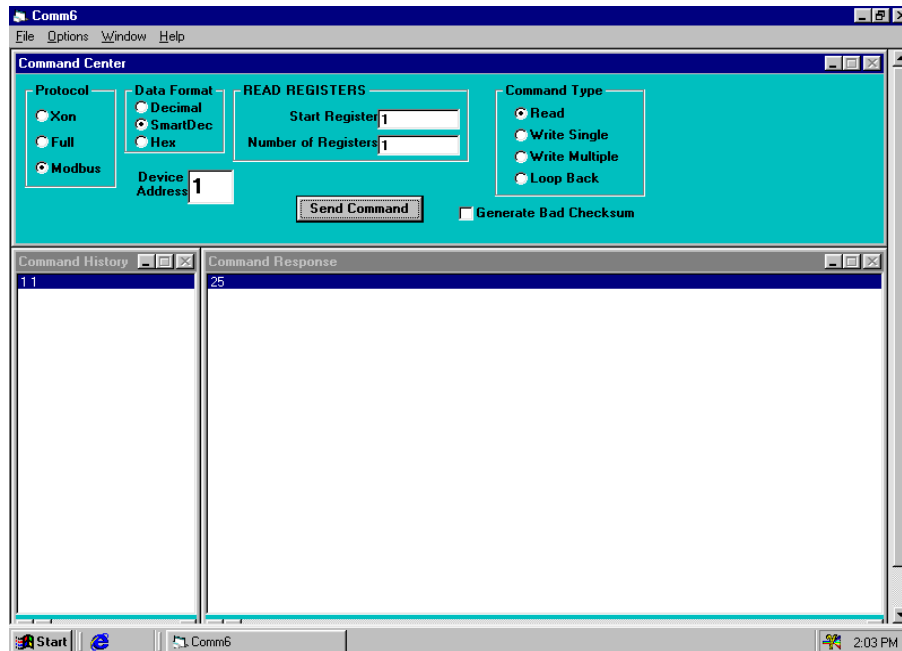 Comm6
File Options Window Help
Command Center
Protocol
Xon
Full
Modbus
Data Format
Decimal
SmartDec
Hex
Device
Address 1
READ REGISTERS
Start Register 1
Number of Registers 1
Send Command
Command Type
Read
Write Single
Write Multiple
Loop Back
Generate Bad Checksum
Command History
1 1
Command Response
25
Start
Comm6
2:03 PM